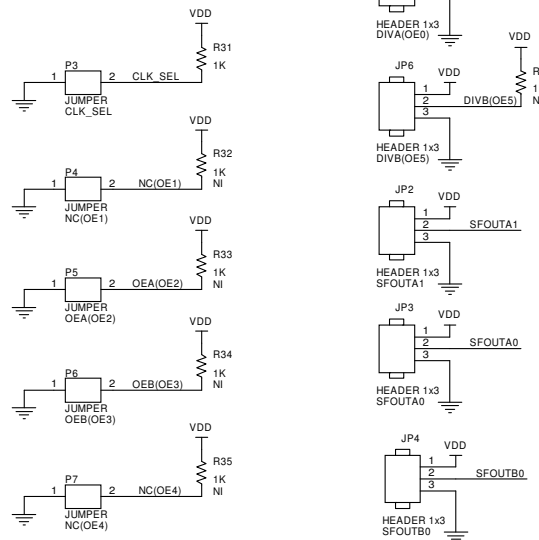 VDD
R31
1K
P3
1
2
CLK_SEL
JUMPER
CLK_SEL
VDD
R32
1K
NI
P4
1
2
NC(OE1)
JUMPER
NC(OE1)
VDD
R33
1K
NI
P5
1
2
OEA(OE2)
JUMPER
OEA(OE2)
VDD
R34
1K
NI
P6
1
2
OEB(OE3)
JUMPER
OEB(OE3)
VDD
R35
1K
NI
P7
1
2
NC(OE4)
JUMPER
NC(OE4)
HEADER 1x3
DIVA(OE0)
VDD
JP6
VDD
1
2
3
DIVB(OE5)
R
1
N
HEADER 1x3
DIVB(OE5)
JP2
VDD
1
2
3
SFOUTA1
HEADER 1x3
SFOUTA1
JP3
VDD
1
2
3
SFOUTA0
HEADER 1x3
SFOUTA0
JP4
VDD
1
2
3
SFOUTB0
HEADER 1x3
SFOUTB0